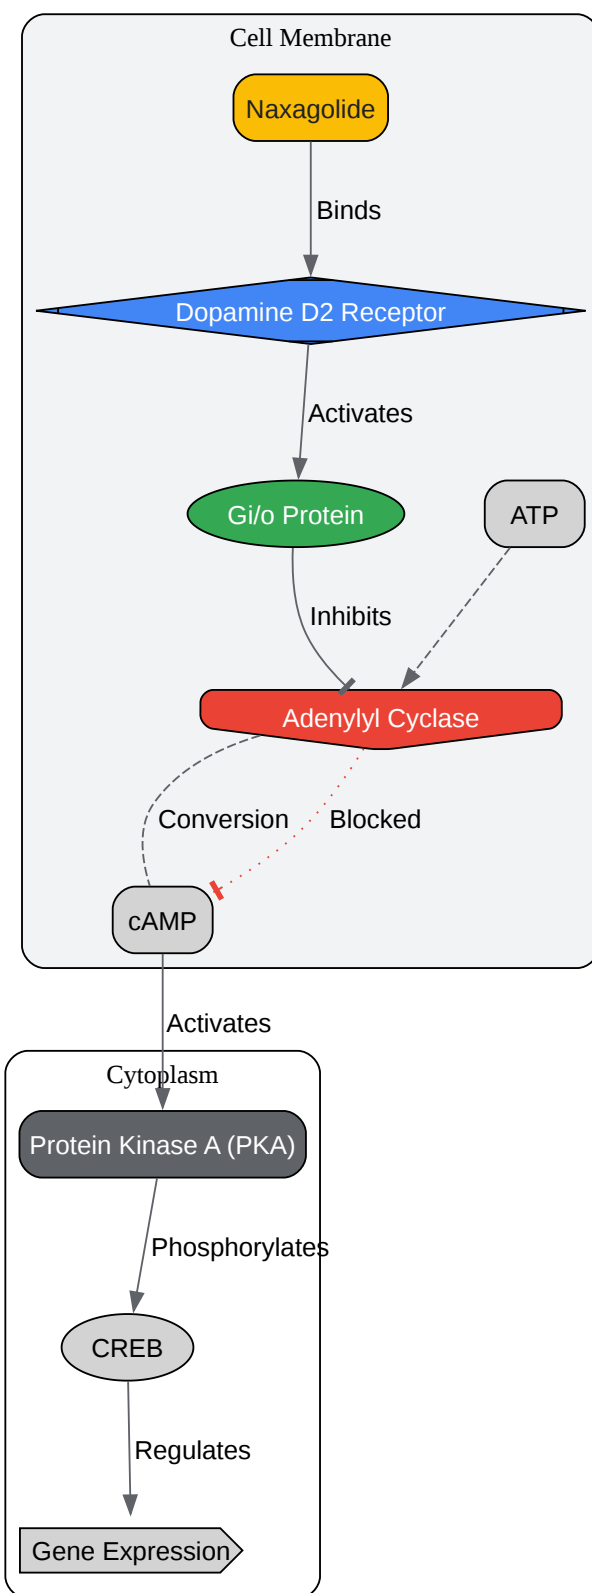 Cell Membrane
Naxagolide
Binds
Dopamine D2 Receptor
Activates
Gi/o Protein
ATP
Inhibits
Adenylyl Cyclase
Conversion
Blocked
cAMP
Activates
Cytoplasm
Protein Kinase A (PKA)
Phosphorylates
CREB
Regulates
Gene Expression